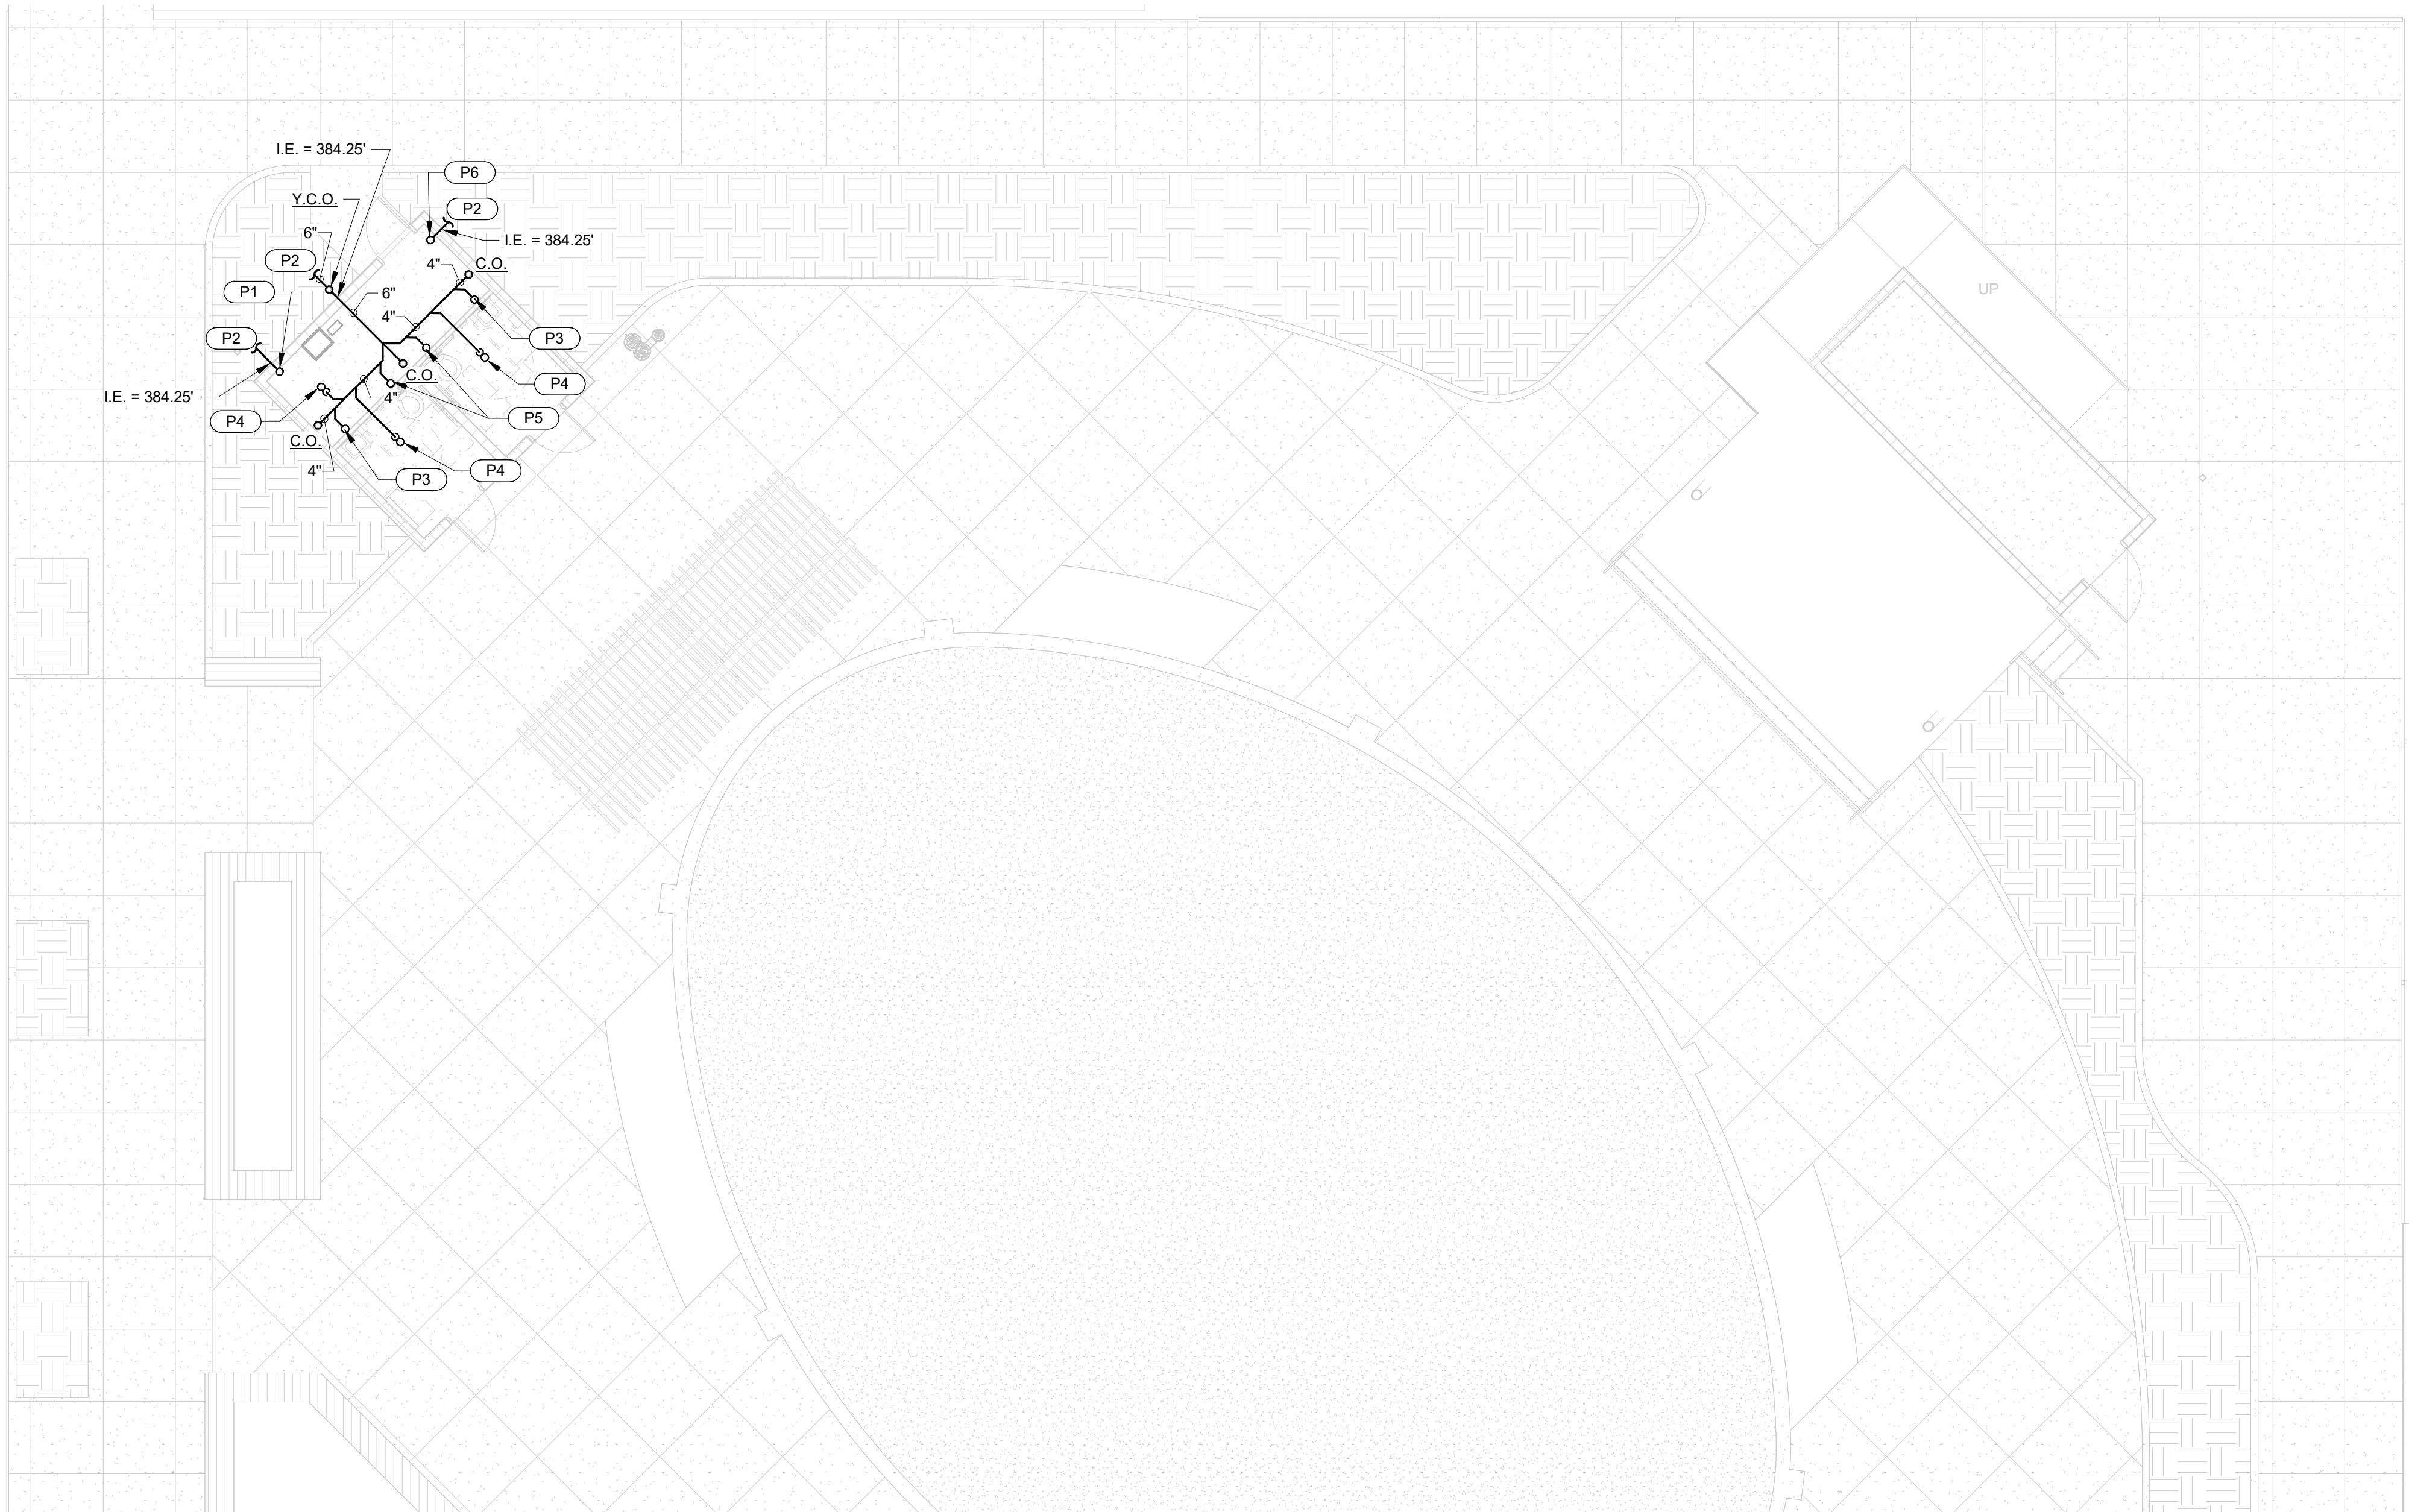 I.E. = 384.25'
P6
Y.C.O.
P2
6"
I.E. = 384.25'
P2
4"
C.O.
UP
P1
6"
4"
P2
P3
C.O.
P4
I.E. = 384.25'
4"
P4
P5
C.O.
4"
P4
P3